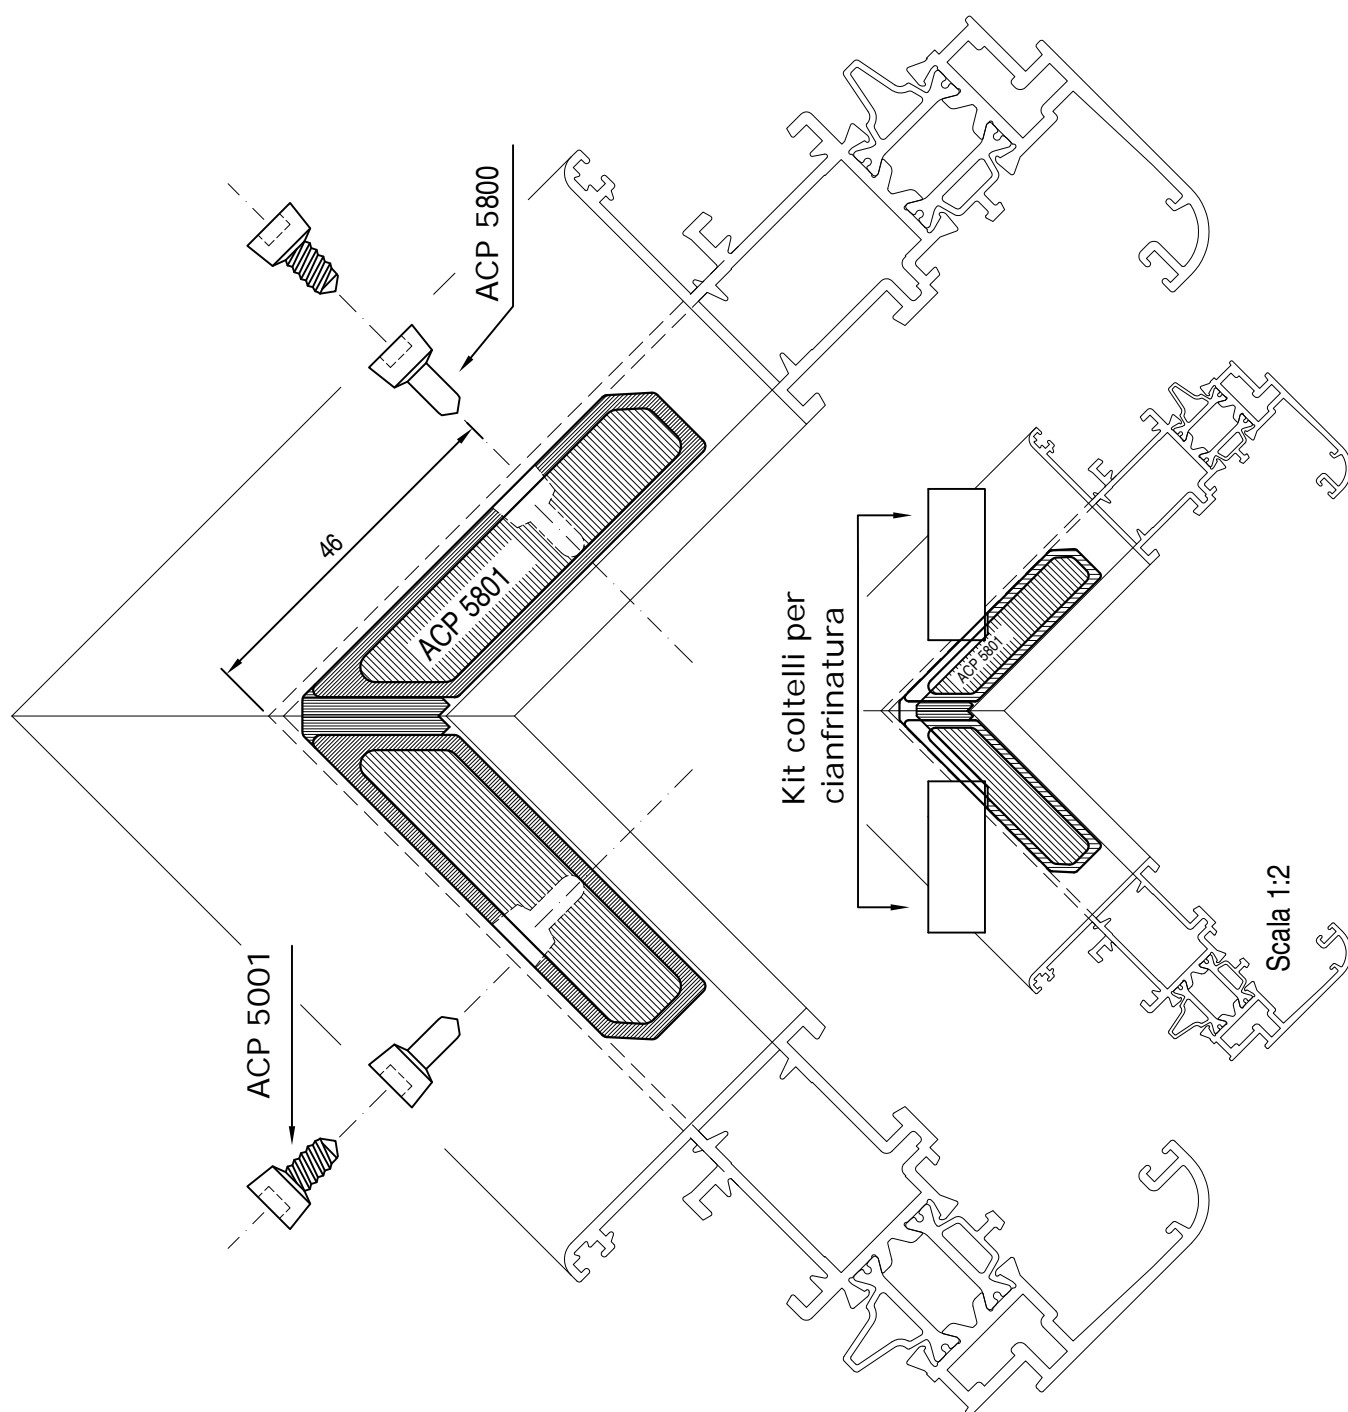 ACP 5800
46
ACP 5801
ACP 5001
Kit coltelli per
cianfrinatura
ACP 5801
Scala 1:2